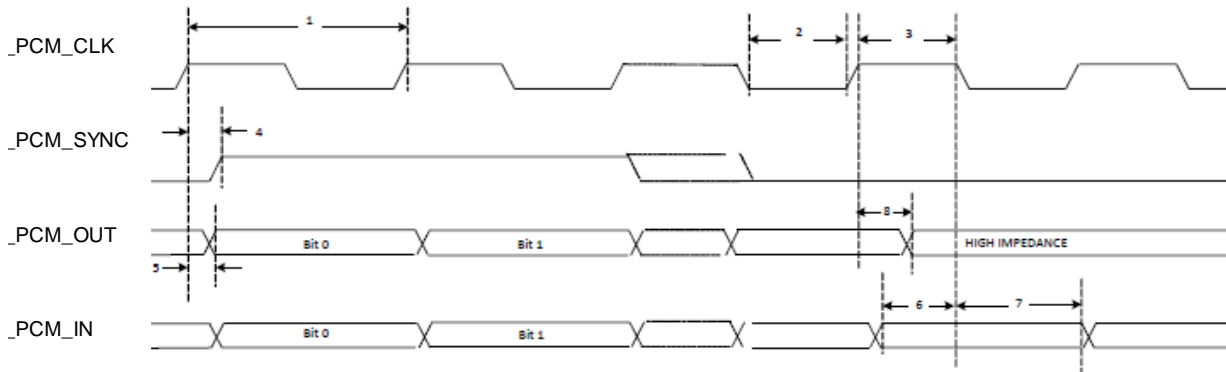 1
2
3
_PCM_CLK
4
_PCM_SYNC
8
_PCM_OUT
Bit 0
Bit 1
HIGH IMPEDANCE
5
6
7
_PCM_IN
Bit 0
Bit 1